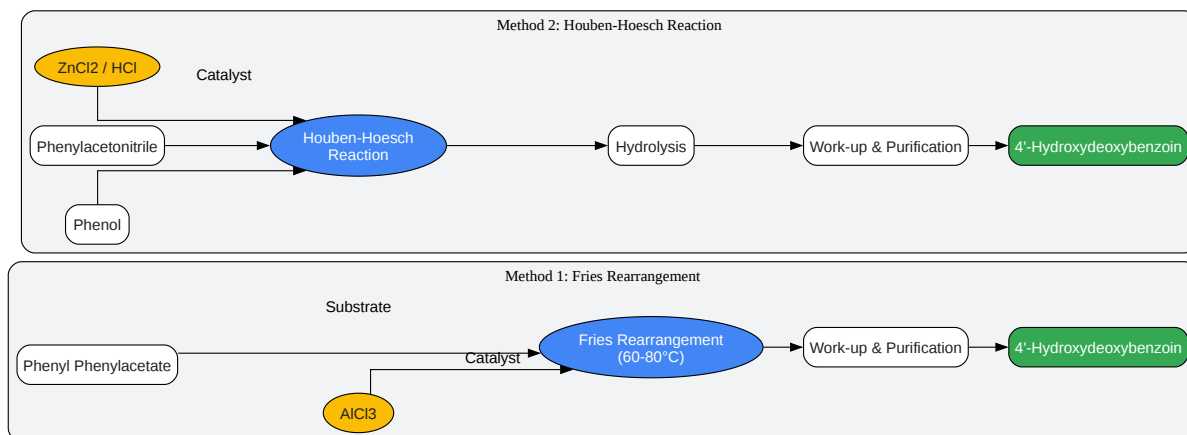 Method 2: Houben-Hoesch Reaction
ZnCl2 / HCl
Catalyst
Phenylacetonitrile
Houben-Hoesch
Reaction
Hydrolysis
Work-up & Purification
4'-Hydroxydeoxybenzoin
Phenol
Method 1: Fries Rearrangement
Substrate
Phenyl Phenylacetate
Catalyst
Fries Rearrangement
(60-80°C)
Work-up & Purification
4'-Hydroxydeoxybenzoin
AlCl3